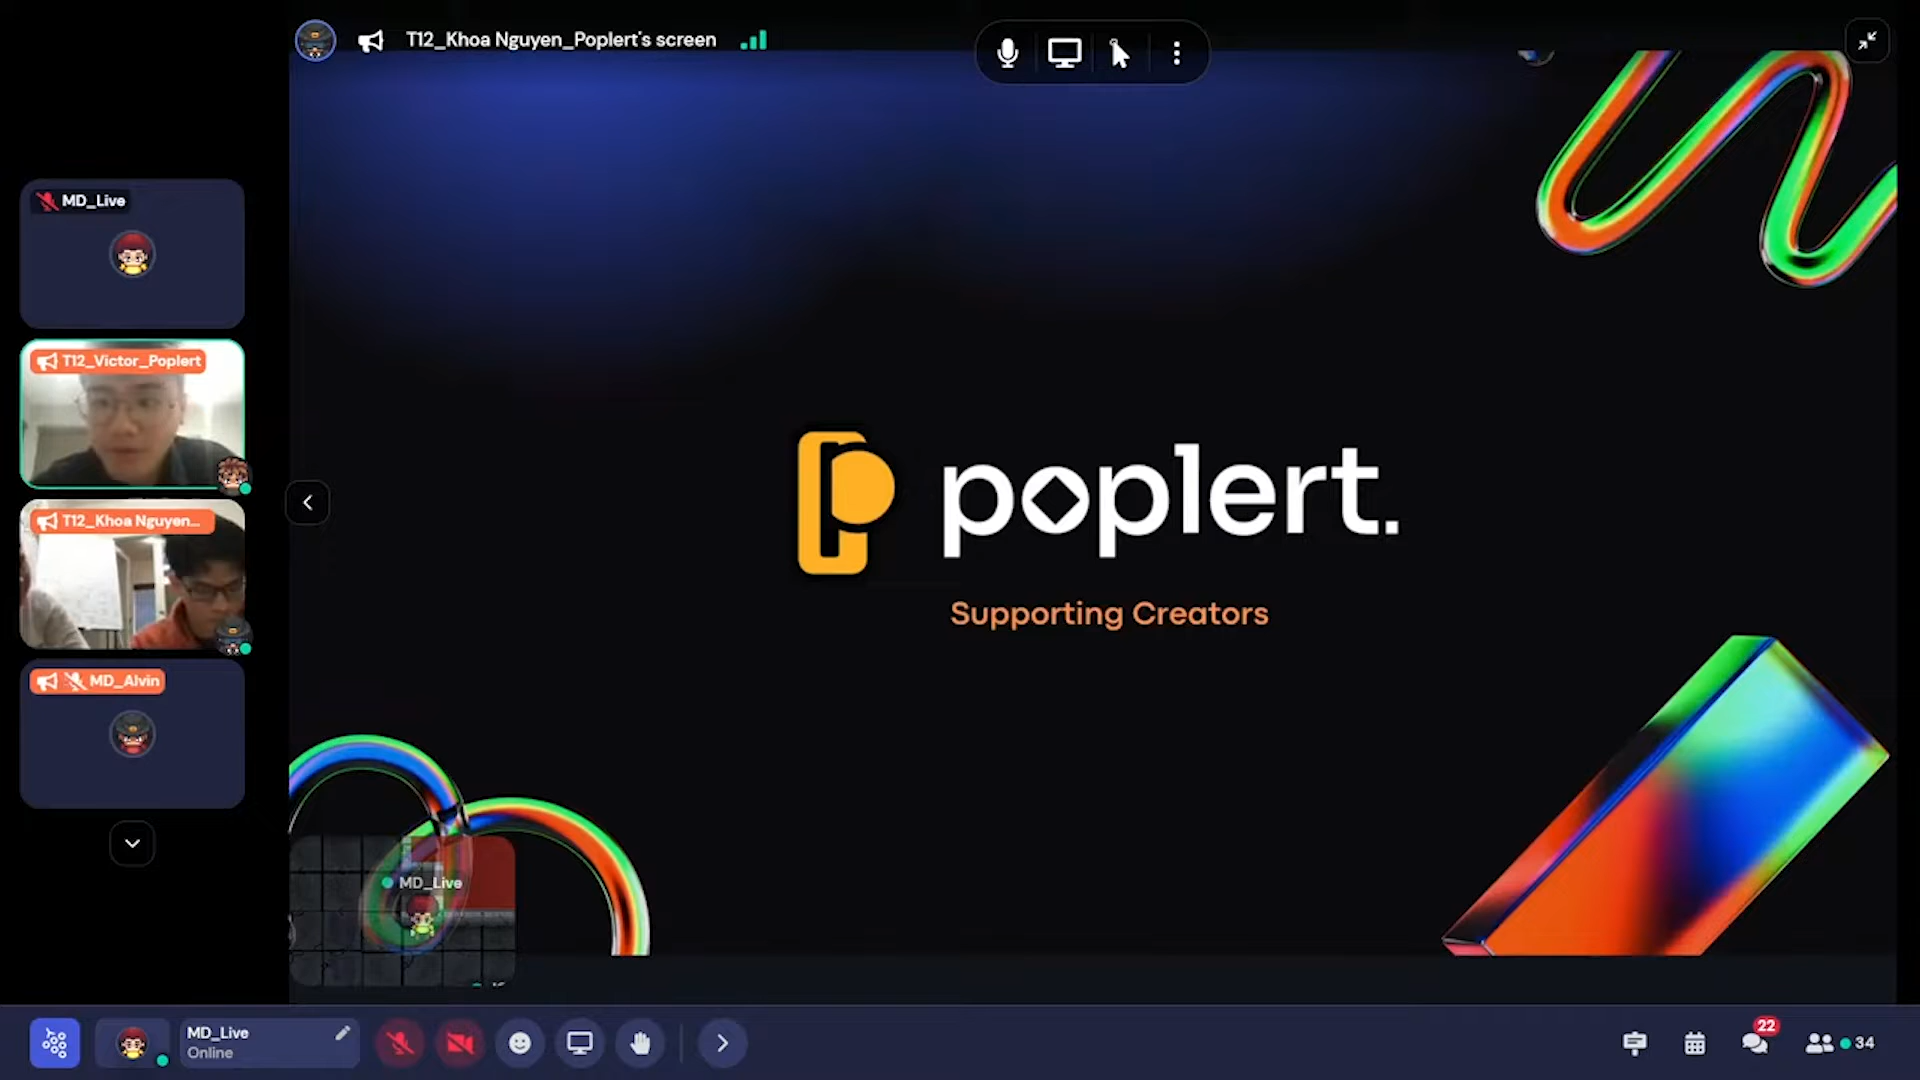 T12_Khoa Nguyen_Poplert's screen
MD_Live
T12_Victor_Poplert
T12_Khoa Nguyen...
MD_Alvin
poplert.
Supporting Creators
MD_Live
MD_Live
Online
22
34